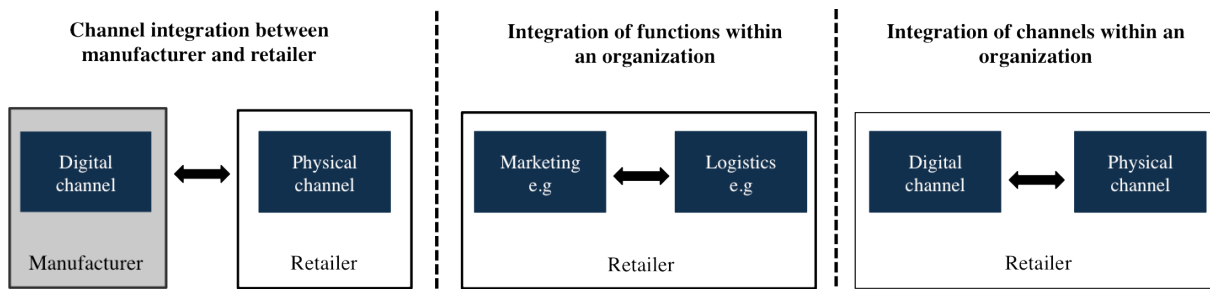 Channel integration between
manufacturer and retailer
Digital
channel
Manufacturer
Physical
channel
Retailer
Integration of functions within
an organization
Marketing
e.g
Logistics
e.g
Retailer
Integration of channels within an
organization
Digital
channel
Physical
channel
Retailer